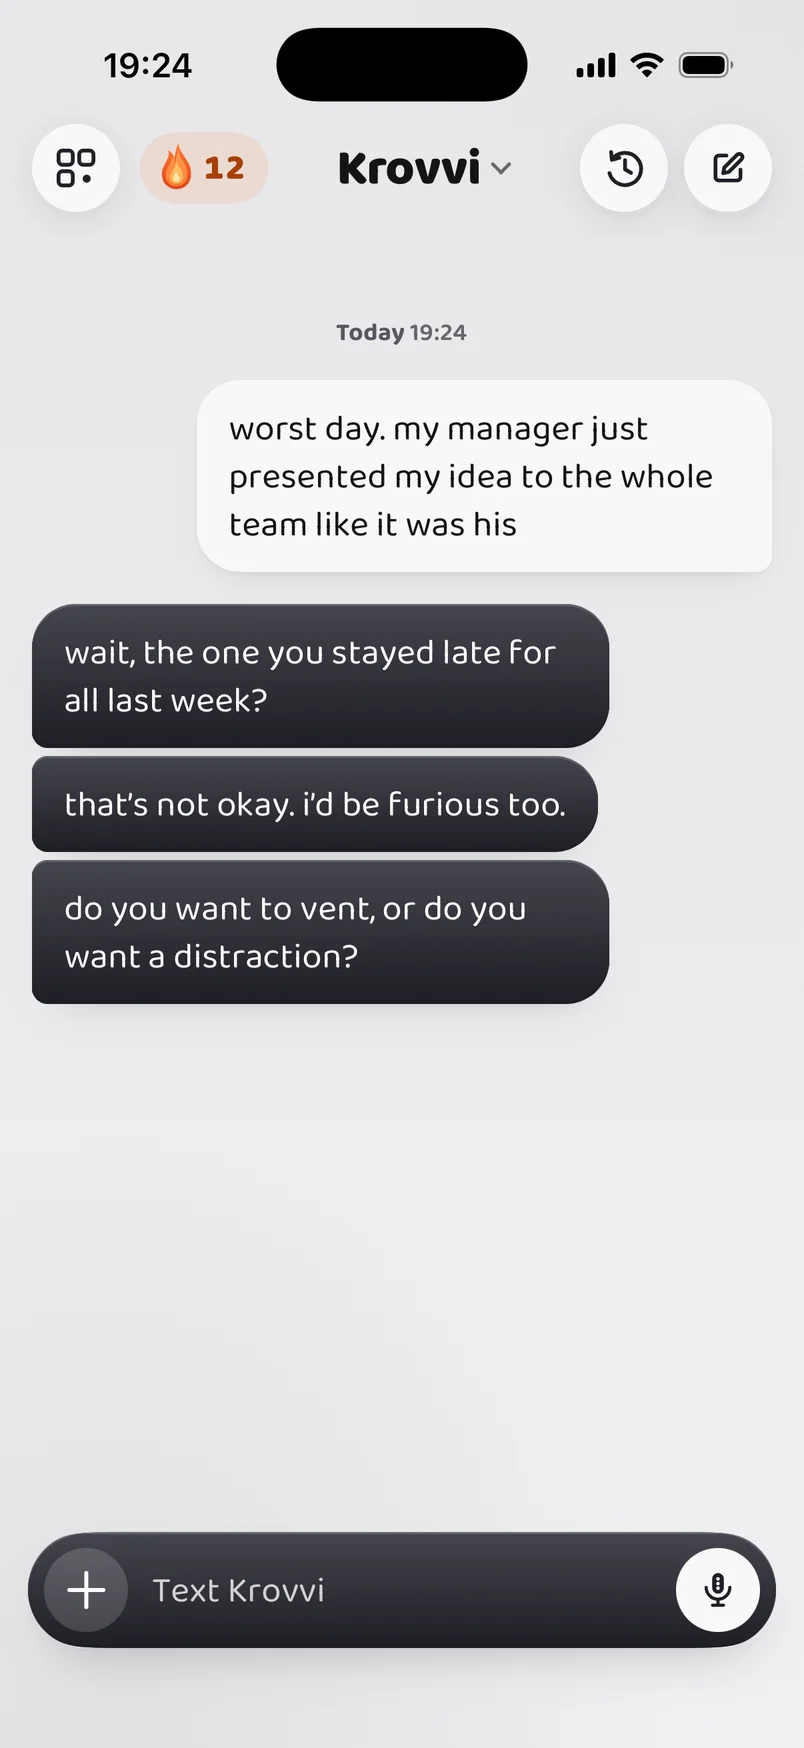 19:24
12
Krovvi
Today 19:24
worst day. my manager just
presented my idea to the whole
team like it was his
wait, the one you stayed late for
all last week?
that's not okay. i'd be furious too.
do you want to vent, or do you
want a distraction?
Text Krovvi